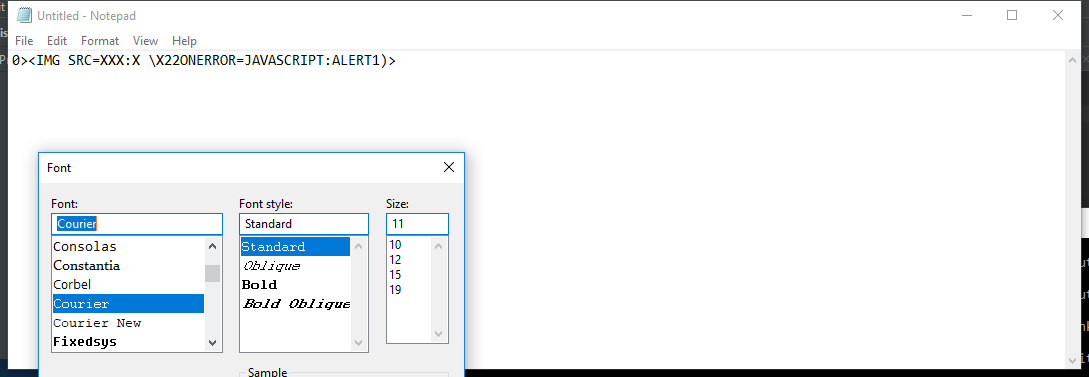 Untitled - Notepad
File Edit Format View Help
0><IMG SRC=XXX:X \X22ONERROR=JAVASCRIPT:ALERT1)>
Font
Font: Font style: Size:
Courier Standard 11
Consolas Standard 10
Constantia Oblique 12
Corbel Bold 15
Courier Bold Oblique 19
Courier New
Fixedsys
Sample